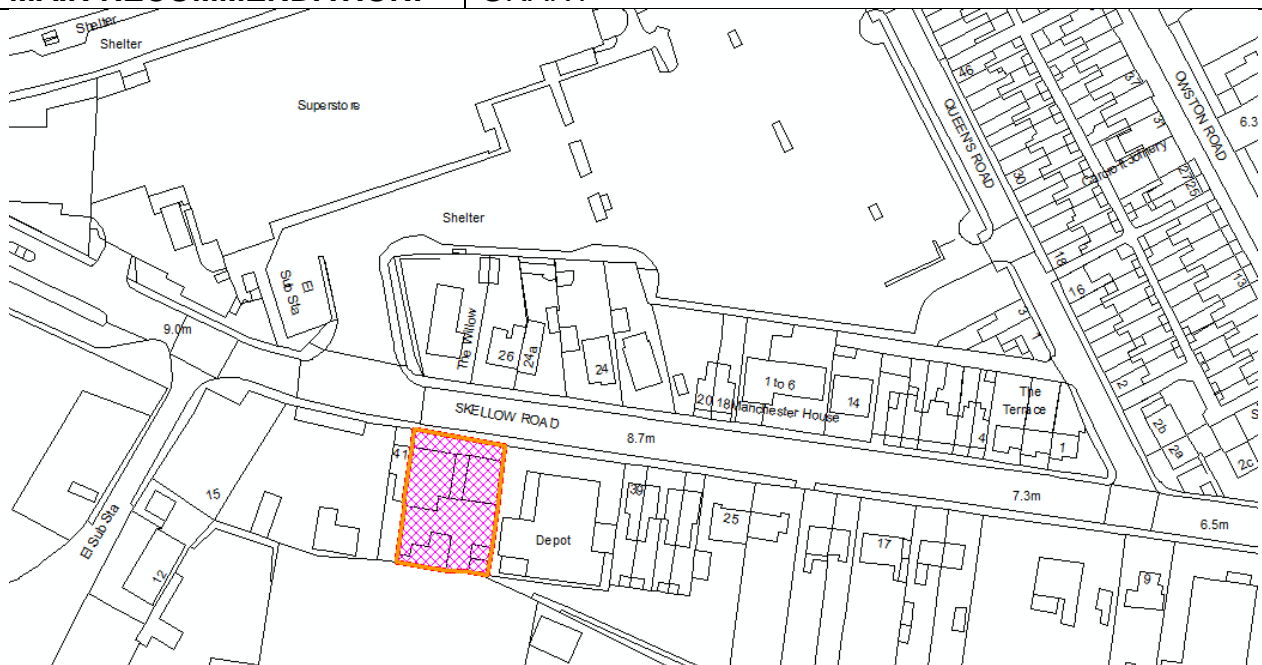 Shelter
Shelter
Superstore
Shelter
El
Sub Sta
9.0m
The Willow
26
24a
24
20
18
Manchester House
1 to 6
14
4
The
Terrace
1
SKELLOW ROAD
8.7m
7.3m
6.5m
QUEEN'S ROAD
OWSTON ROAD
46
37
31
6.3
30
27
25
18
16
13
3
1
2
2b
2a
2c
15
12
El Sub Sta
41
Depot
39
25
17
9